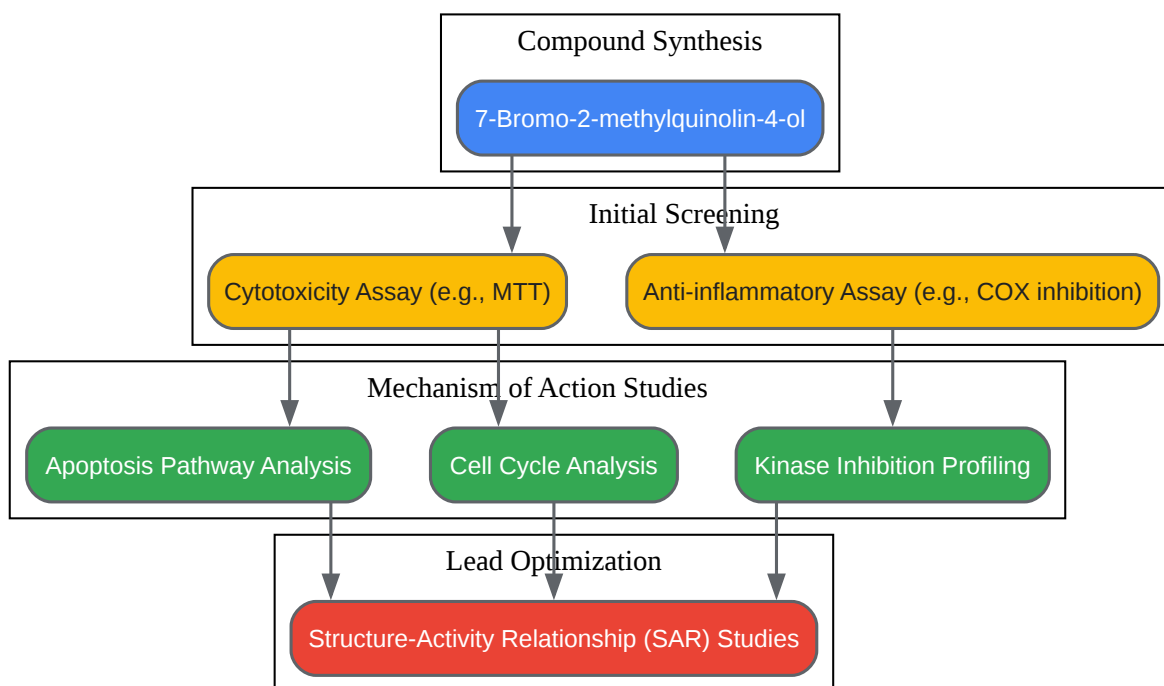 Compound Synthesis
7-Bromo-2-methylquinolin-4-ol
Initial Screening
Cytotoxicity Assay (e.g., MTT)
Anti-inflammatory Assay (e.g., COX inhibition)
Mechanism of Action Studies
Apoptosis Pathway Analysis
Cell Cycle Analysis
Kinase Inhibition Profiling
Lead Optimization
Structure-Activity Relationship (SAR) Studies